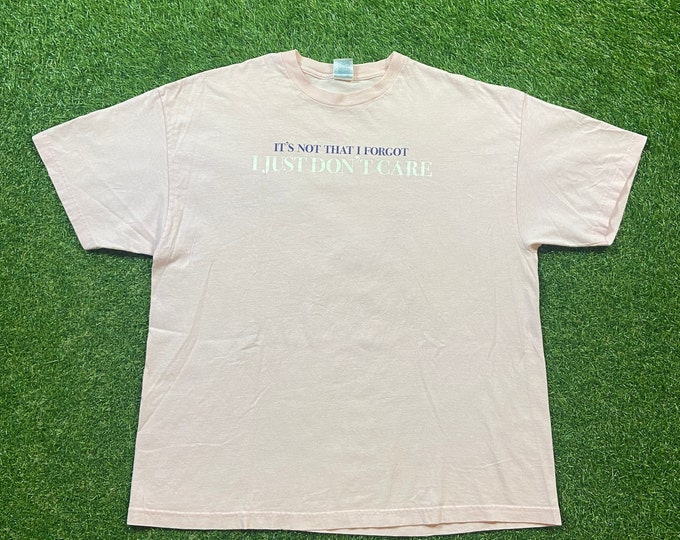 IT'S NOT THAT I FORGOT
I JUST DON'T CARE